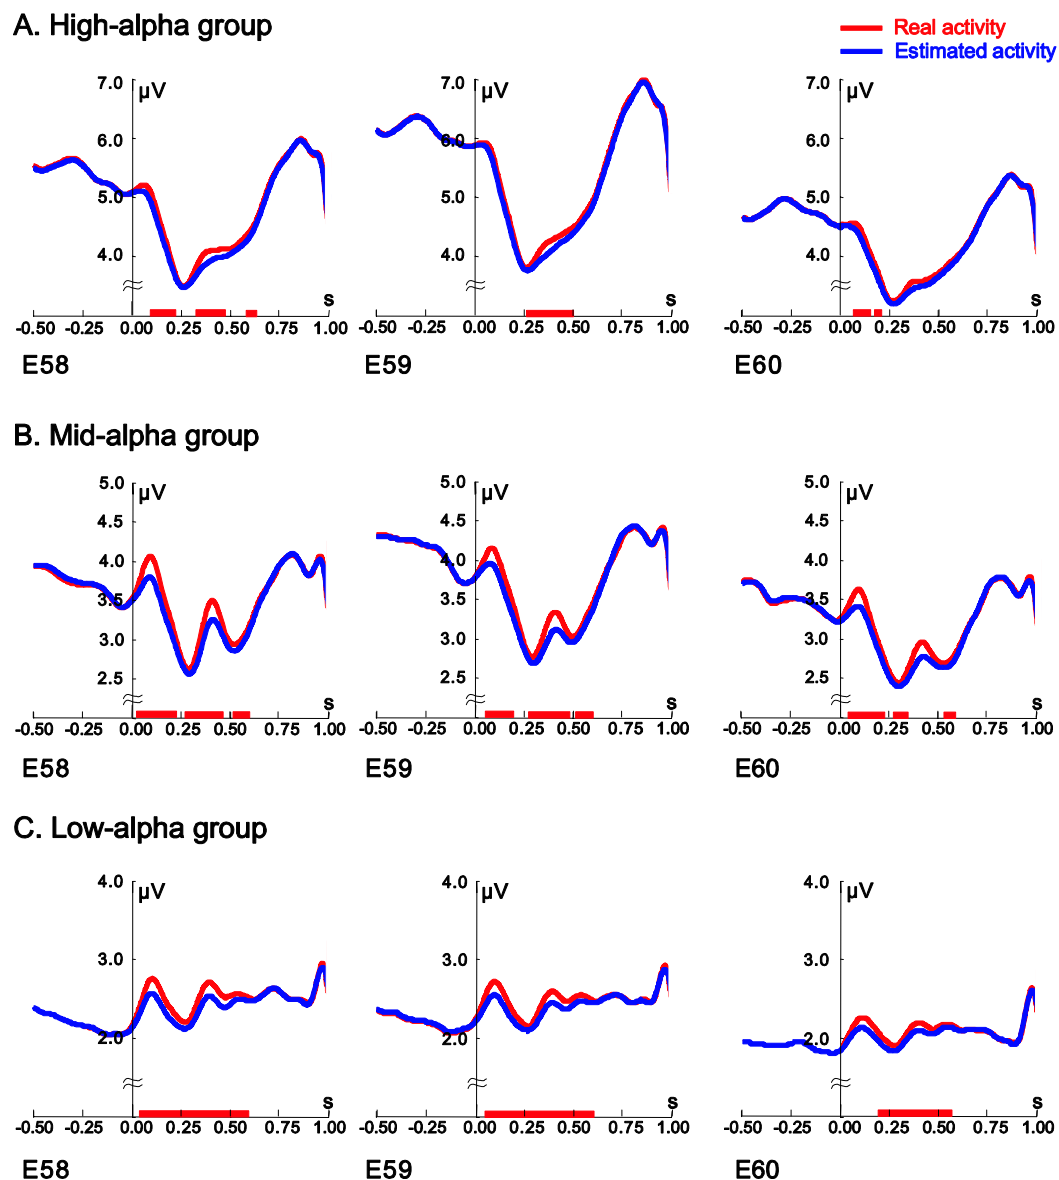 A. High-alpha group
Real activity
Estimated activity
7.0 µV 7.0 µV 7.0 µV
6.0 6.0 6.0
5.0 5.0 5.0
4.0 4.0 4.0
s s s
-0.50 -0.25 0.00 0.25 0.50 0.75 1.00 -0.50 -0.25 0.00 0.25 0.50 0.75 1.00 -0.50 -0.25 0.00 0.25 0.50 0.75 1.00
E58 E59 E60
B. Mid-alpha group
5.0 µV 5.0 µV 5.0 µV
4.5 4.5 4.5
4.0 4.0 4.0
3.5 3.5 3.5
3.0 3.0 3.0
2.5 2.5 2.5
s s s
-0.50 -0.25 0.00 0.25 0.50 0.75 1.00 -0.50 -0.25 0.00 0.25 0.50 0.75 1.00 -0.50 -0.25 0.00 0.25 0.50 0.75 1.00
E58 E59 E60
C. Low-alpha group
4.0 µV 4.0 µV 4.0 µV
3.0 3.0 3.0
2.0 2.0 2.0
s s s
-0.50 -0.25 0.00 0.25 0.50 0.75 1.00 -0.50 -0.25 0.00 0.25 0.50 0.75 1.00 -0.50 -0.25 0.00 0.25 0.50 0.75 1.00
E58 E59 E60